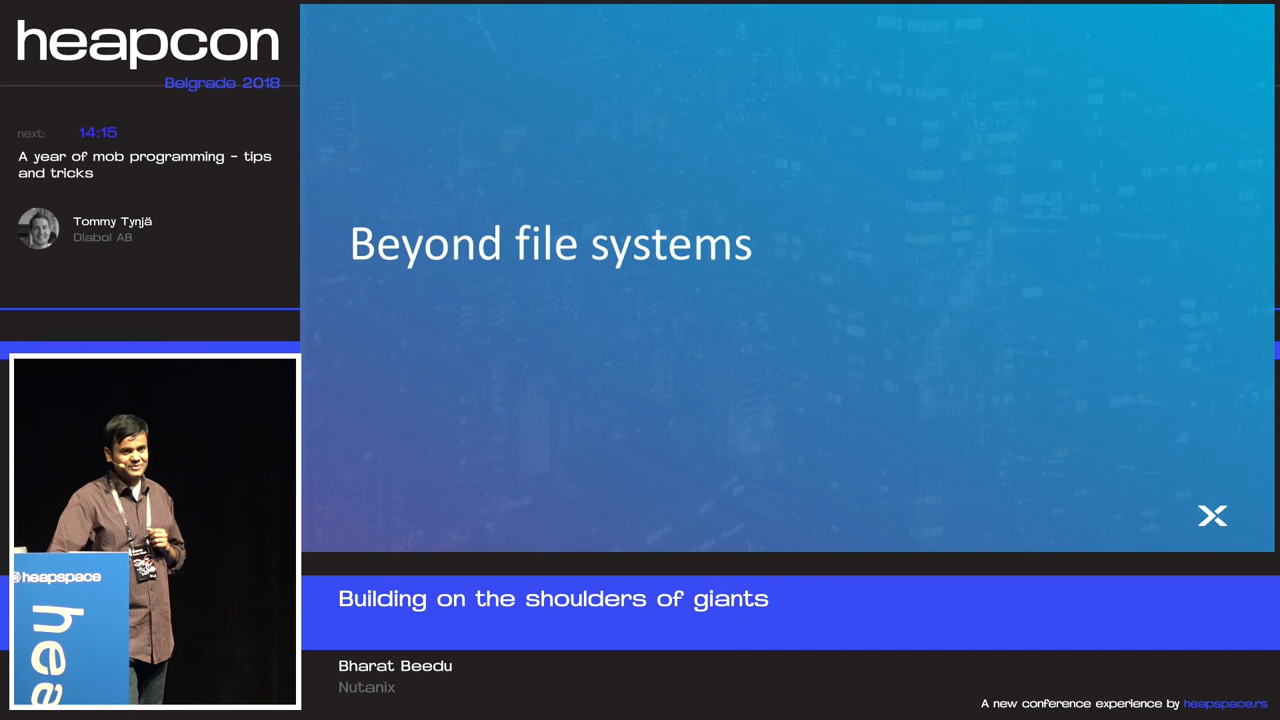 heapcon
Belgrade 2018
next: 14:15
A year of mob programming - tips
and tricks
Tommy Tynjä
Diabol AB
Beyond file systems
@heapspace
hea
Building on the shoulders of giants
Bharat Beedu
Nutanix
A new conference experience by heapspace.rs